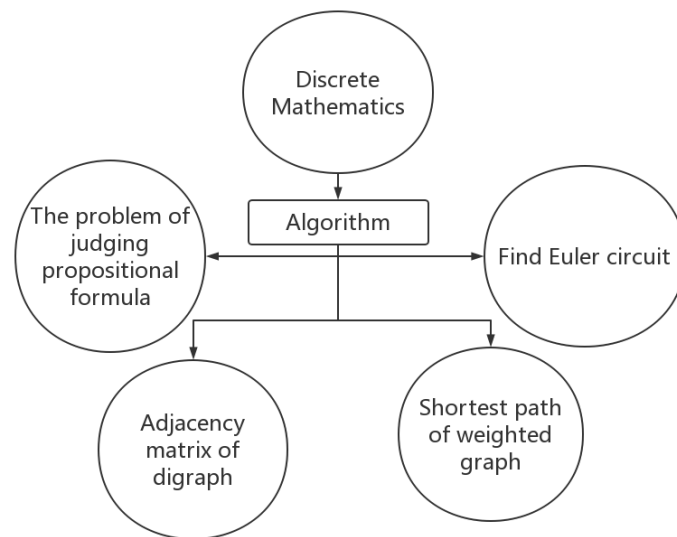 Discrete
Mathematics
Algorithm
The problem of
judging
propositional
formula
Find Euler circuit
Adjacency
matrix of
digraph
Shortest path
of weighted
graph